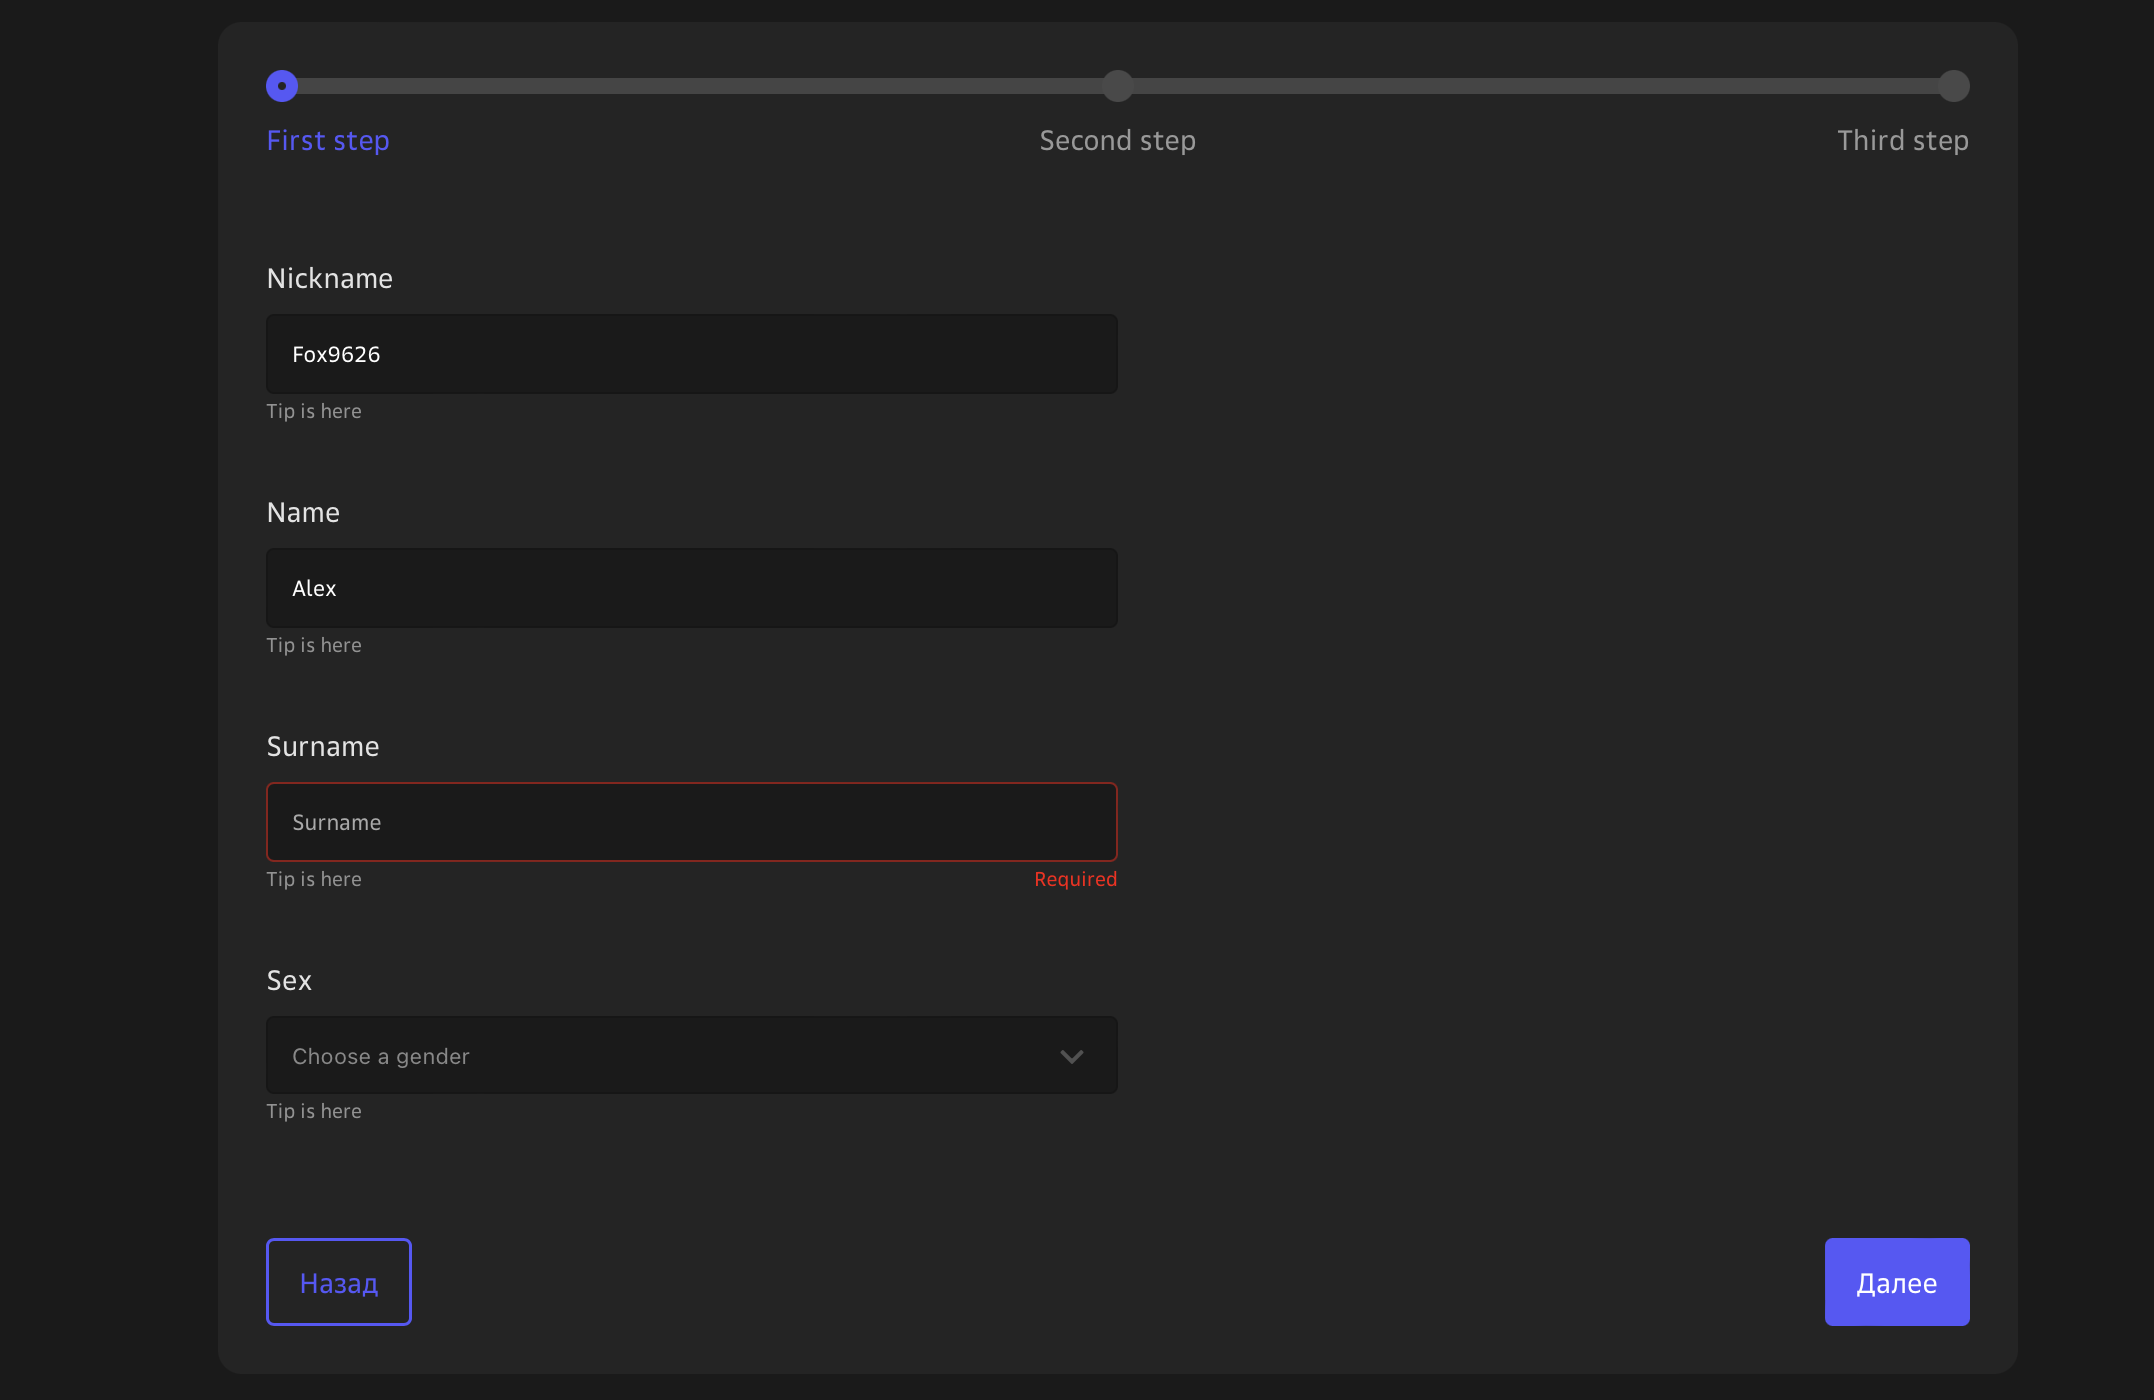 First step
Second step
Third step
Nickname
Fox9626
Tip is here
Name
Alex
Tip is here
Surname
Surname
Tip is here
Required
Sex
Choose a gender
Tip is here
Назад
Далее